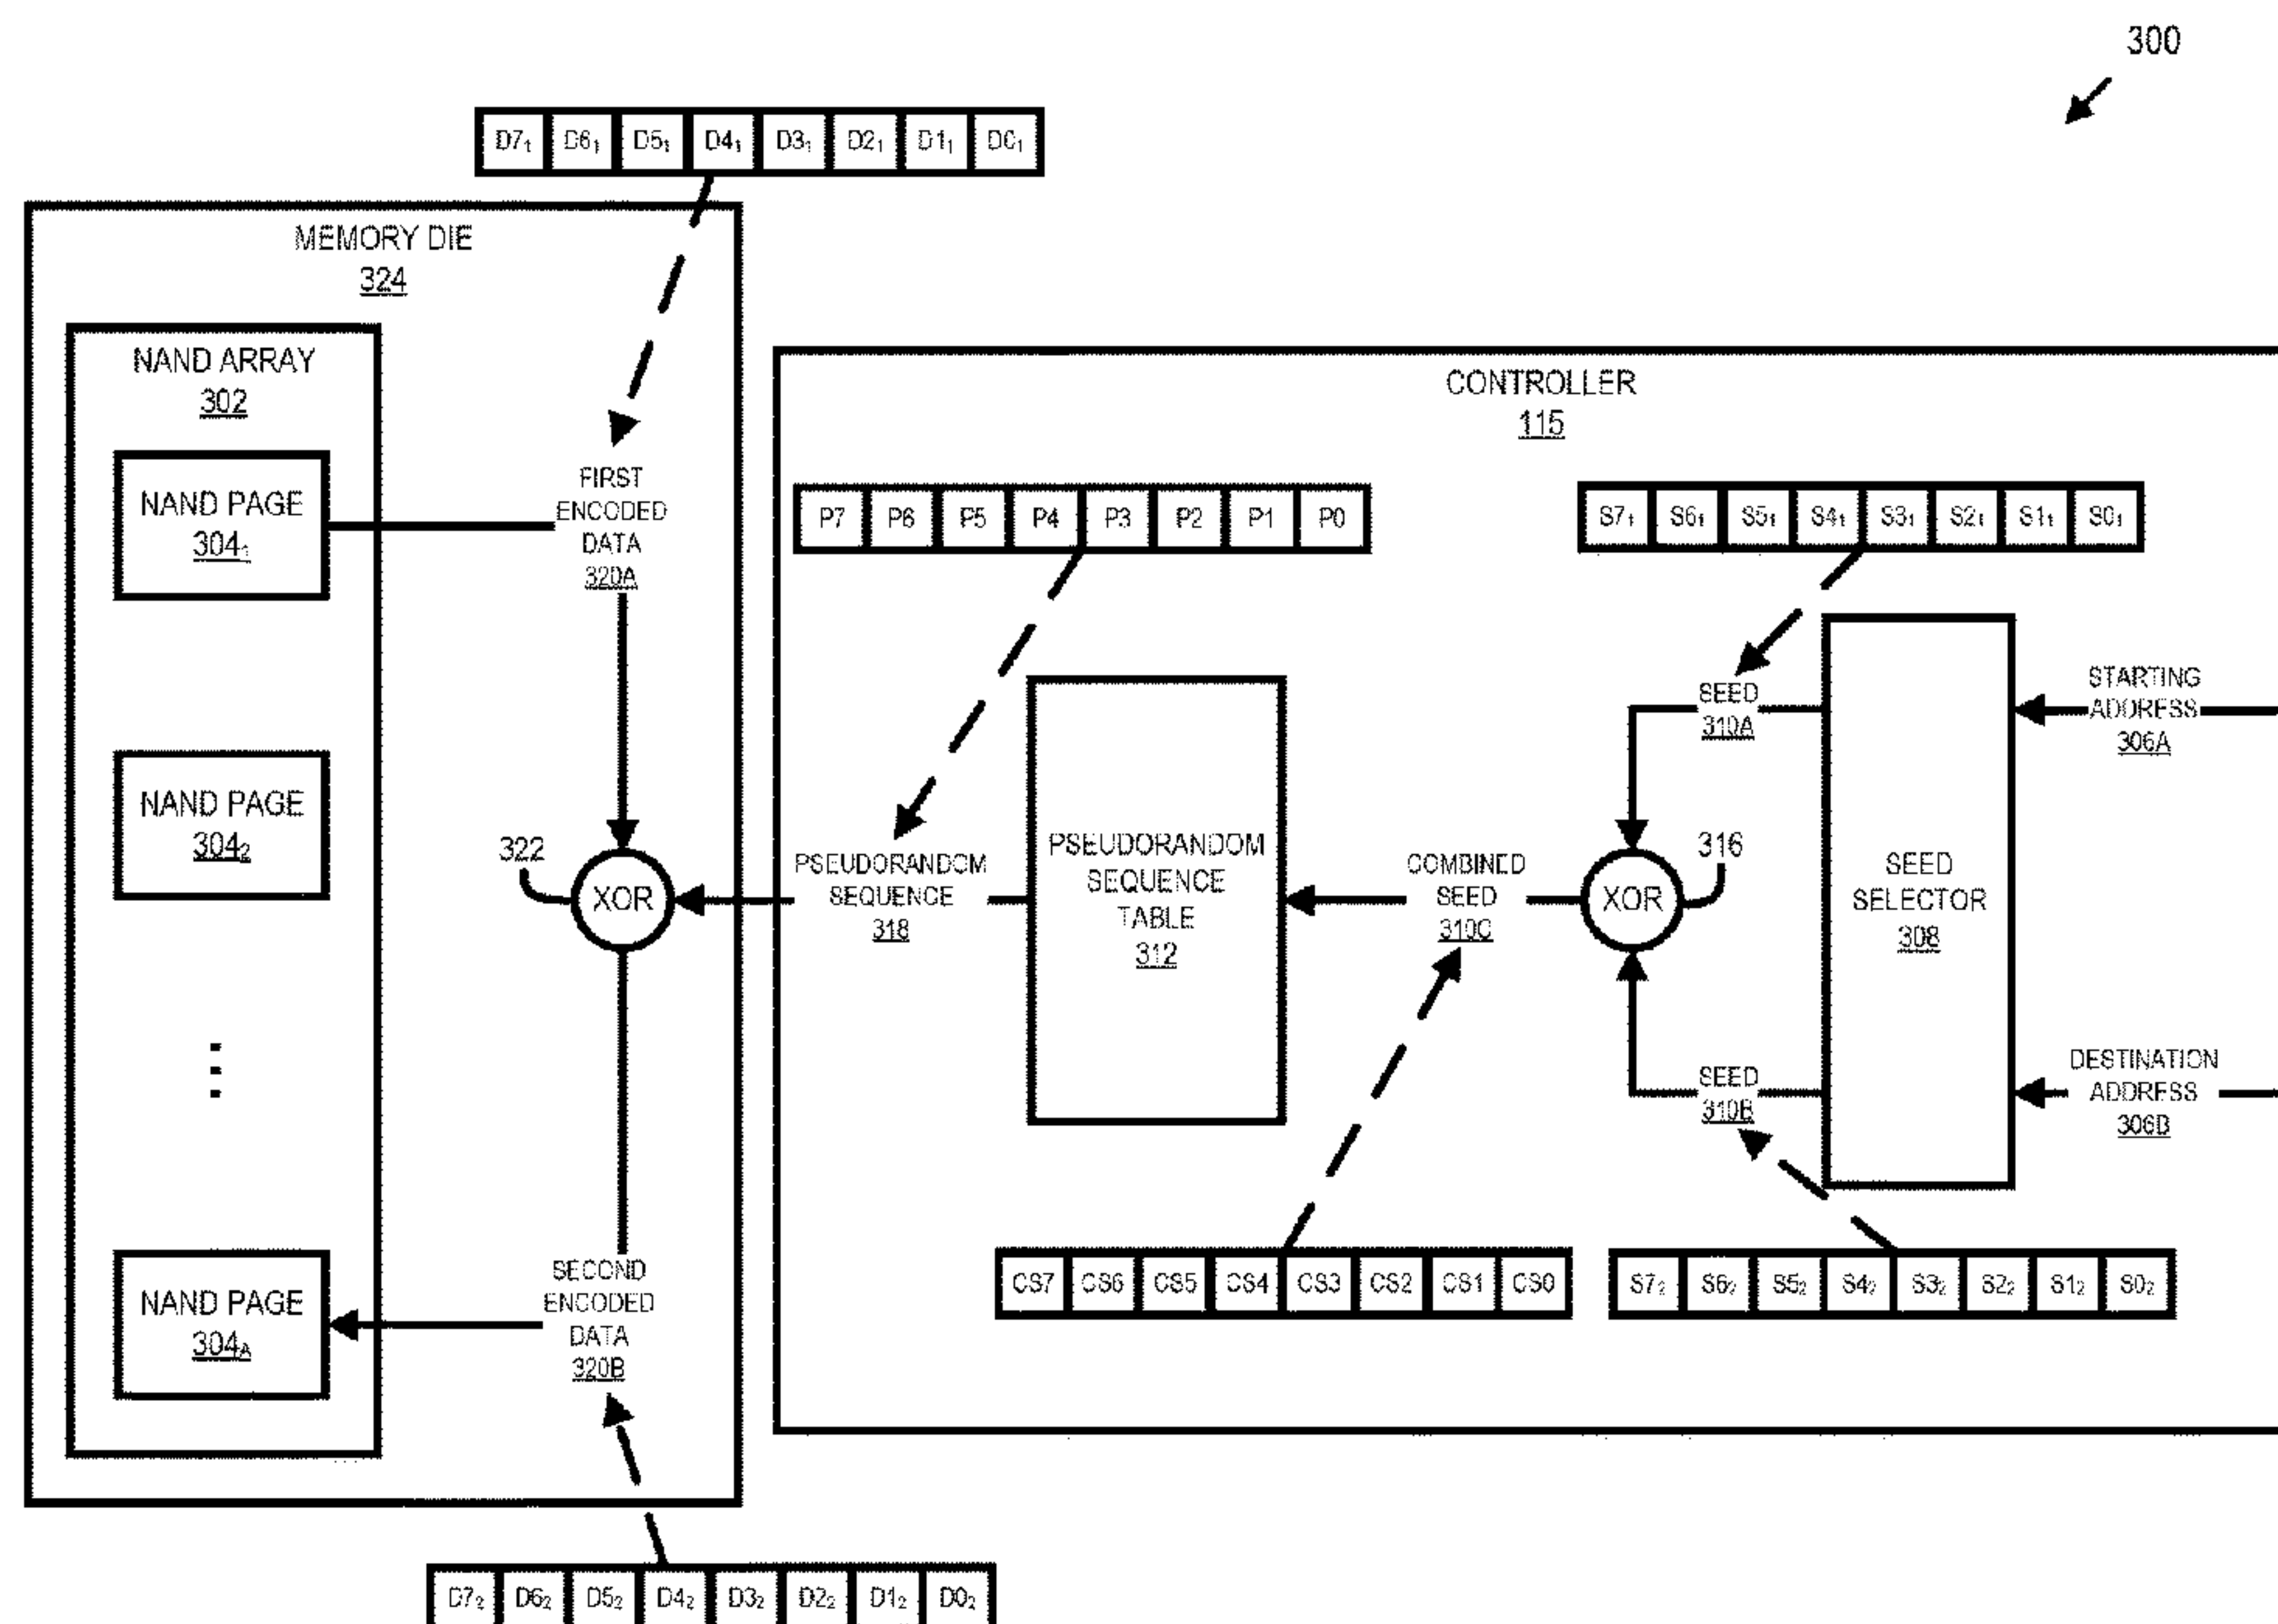 300
D7₁ D6₁ D5₁ D4₁ D3₁ D2₁ D1₁ D0₁
MEMORY DIE
324
NAND ARRAY
302
NAND PAGE
304₁
NAND PAGE
304₂
NAND PAGE
304A
FIRST
ENCODED
DATA
320A
322
XOR
SECOND
ENCODED
DATA
320B
D7₂ D6₂ D5₂ D4₂ D3₂ D2₂ D1₂ D0₂
CONTROLLER
115
P7 P6 P5 P4 P3 P2 P1 P0
S7₁ S6₁ S5₁ S4₁ S3₁ S2₁ S1₁ S0₁
PSEUDORANDOM
SEQUENCE
318
PSEUDORANDOM
SEQUENCE
TABLE
312
COMBINED
SEED
310C
XOR
316
SEED
310A
SEED
310B
SEED
SELECTOR
308
STARTING
ADDRESS
306A
DESTINATION
ADDRESS
306B
CS7 CS6 CS5 CS4 CS3 CS2 CS1 CS0
S7₂ S6₂ S5₂ S4₂ S3₂ S2₂ S1₂ S0₂